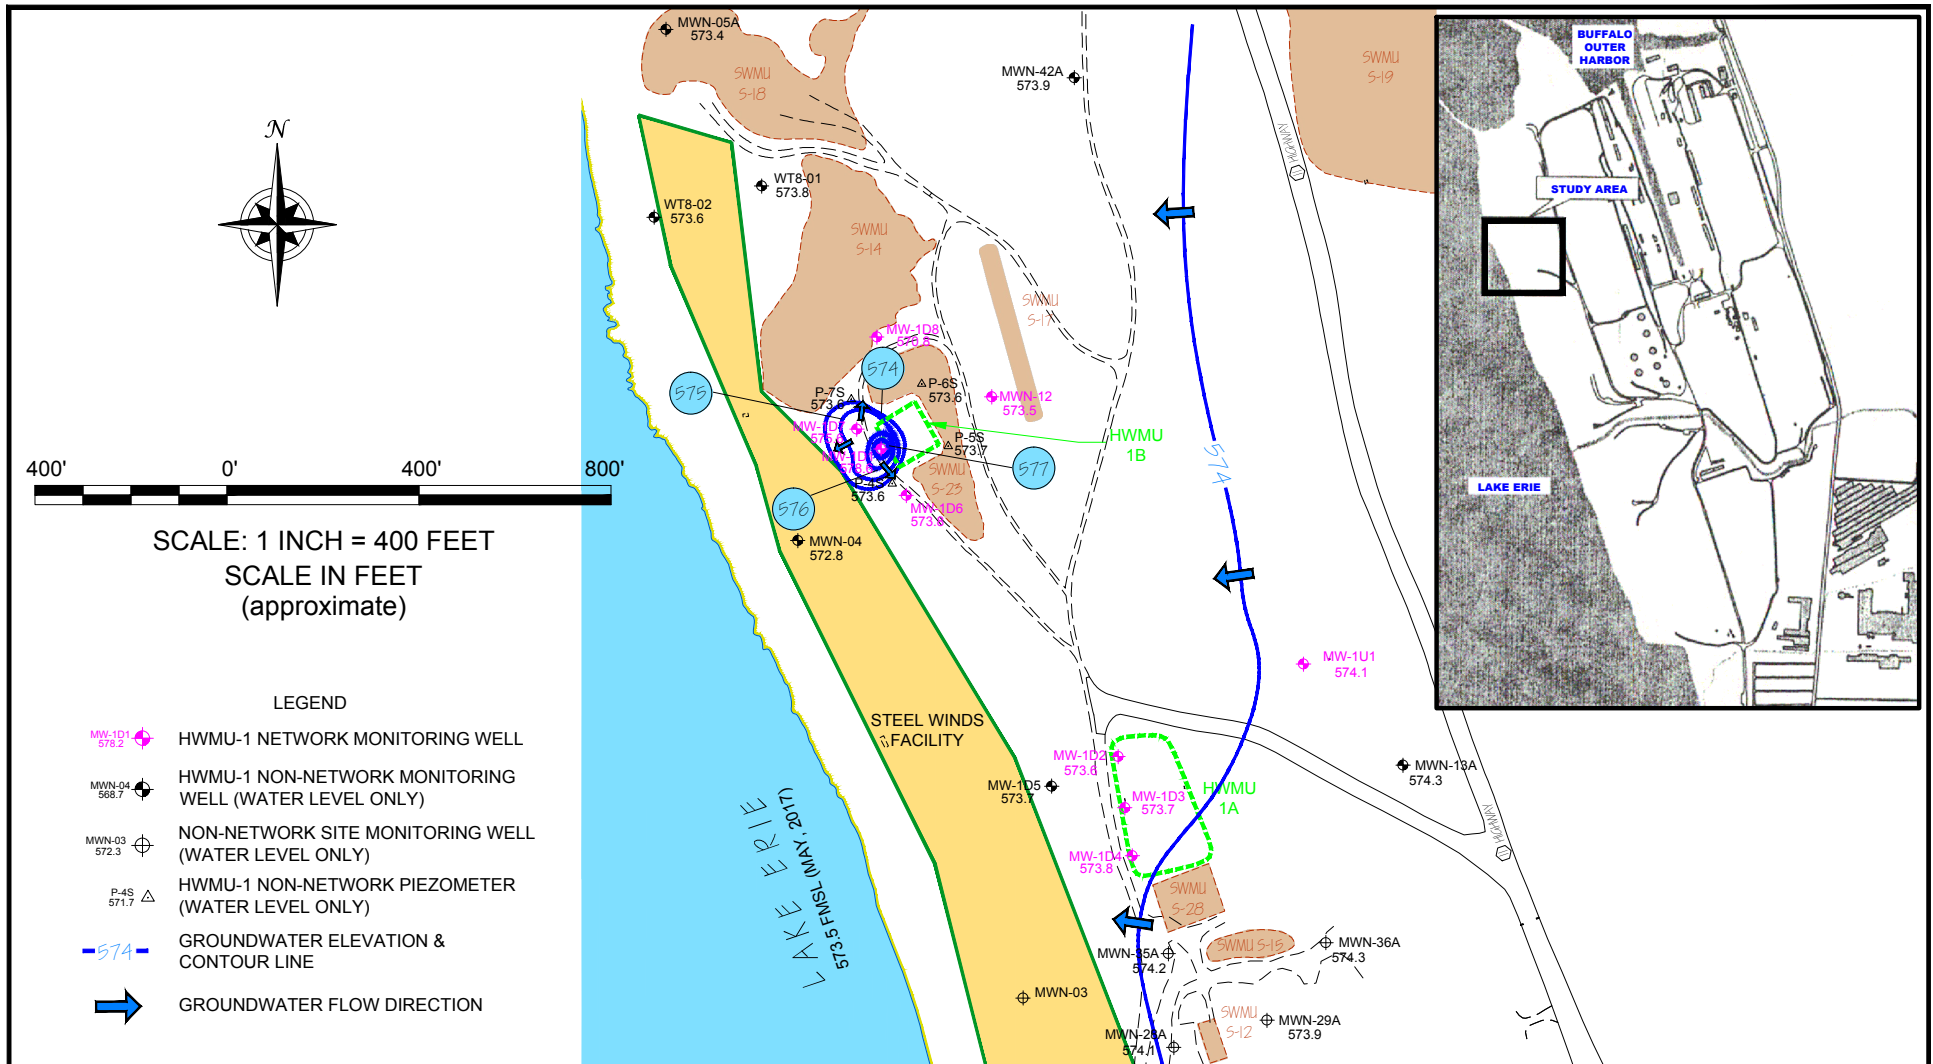 MWN-05A
573.4
SWMU
S-18
MWN-42A
573.9
SWMU
S-19
HIGHWAY
BUFFALO
OUTER
HARBOR
STUDY AREA
LAKE ERIE
N
WT8-01
573.8
WT8-02
573.6
SWMU
S-14
SWMU
S-17
MW-1D8
574
575
P-7S
P-6S
573.6
MWN-12
573.5
HWMU
1B
P-5S
573.7
577
SWMU
S-23
573.6
MW-1D6
573.8
576
MWN-04
572.8
574
400'
0'
400'
800'
SCALE: 1 INCH = 400 FEET
SCALE IN FEET
(approximate)
MW-1U1
574.1
LEGEND
MW-1D1
578.2
HWMU-1 NETWORK MONITORING WELL
MWN-04
568.7
HWMU-1 NON-NETWORK MONITORING
WELL (WATER LEVEL ONLY)
MWN-03
572.3
NON-NETWORK SITE MONITORING WELL
(WATER LEVEL ONLY)
P-4S
571.7
HWMU-1 NON-NETWORK PIEZOMETER
(WATER LEVEL ONLY)
574
GROUNDWATER ELEVATION &
CONTOUR LINE
GROUNDWATER FLOW DIRECTION
STEEL WINDS
FACILITY
MW-1D2
573.6
MWN-13A
574.3
MW-1D5
573.7
MW-1D3
573.7
HWMU
1A
HIGHWAY
MW-1D4
573.8
LAKE ERIE
573.5 FMSL (MAY, 2017)
SWMU
S-28
MWN-35A
574.2
SWMU S-15
MWN-36A
574.3
MWN-03
SWMU
S-12
MWN-29A
573.9
MWN-28A
574.1